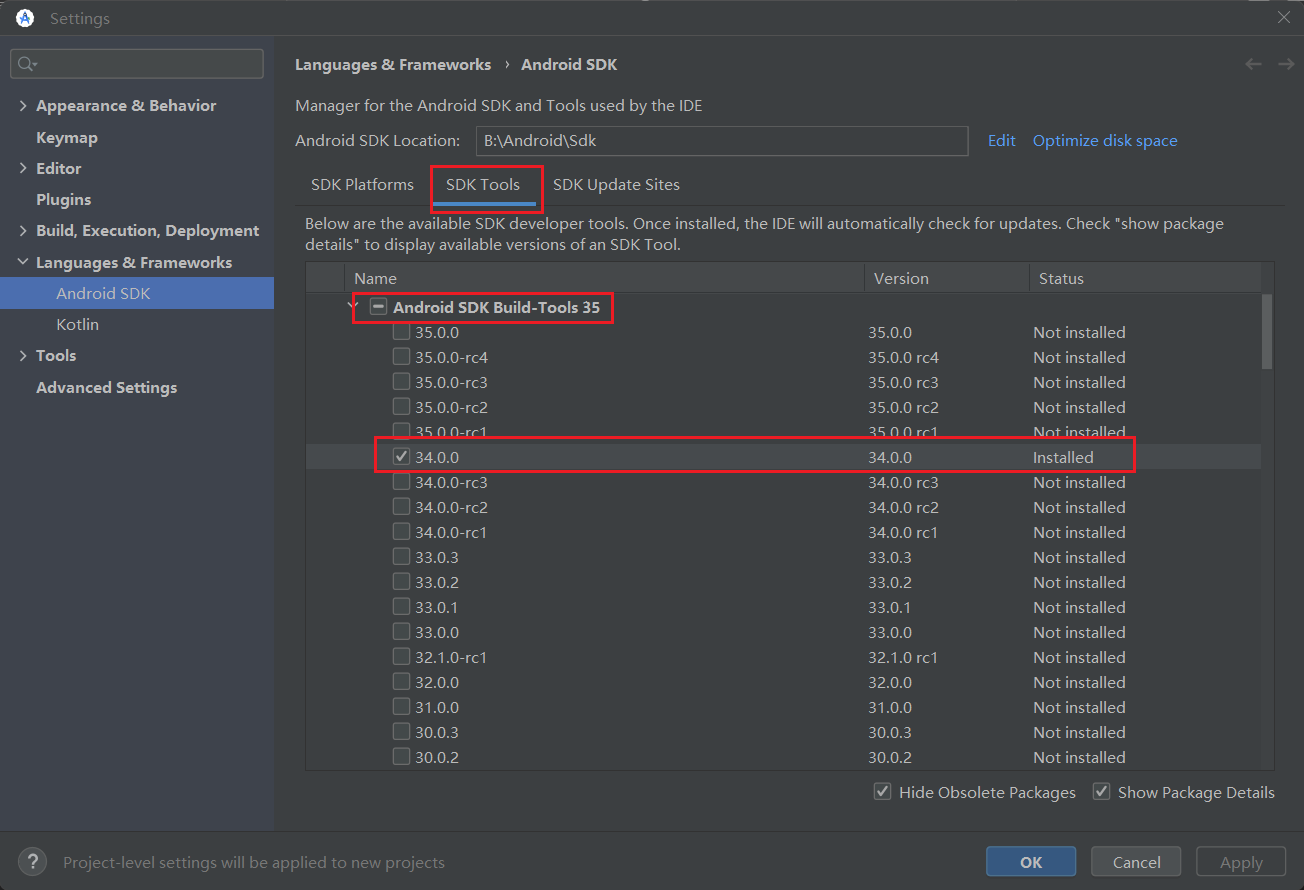 Settings
Languages & Frameworks › Android SDK
Appearance & Behavior
Keymap
Editor
Plugins
Build, Execution, Deployment
Languages & Frameworks
Android SDK
Kotlin
Tools
Advanced Settings
Manager for the Android SDK and Tools used by the IDE
Android SDK Location: B:\Android\Sdk Edit Optimize disk space
SDK Platforms SDK Tools SDK Update Sites
Below are the available SDK developer tools. Once installed, the IDE will automatically check for updates. Check "show package
details" to display available versions of an SDK Tool.
Name Version Status
Android SDK Build-Tools 35
35.0.0 35.0.0 Not installed
35.0.0-rc4 35.0.0 rc4 Not installed
35.0.0-rc3 35.0.0 rc3 Not installed
35.0.0-rc2 35.0.0 rc2 Not installed
35.0.0-rc1 35.0.0 rc1 Not installed
34.0.0 34.0.0 Installed
34.0.0-rc3 34.0.0 rc3 Not installed
34.0.0-rc2 34.0.0 rc2 Not installed
34.0.0-rc1 34.0.0 rc1 Not installed
33.0.3 33.0.3 Not installed
33.0.2 33.0.2 Not installed
33.0.1 33.0.1 Not installed
33.0.0 33.0.0 Not installed
32.1.0-rc1 32.1.0 rc1 Not installed
32.0.0 32.0.0 Not installed
31.0.0 31.0.0 Not installed
30.0.3 30.0.3 Not installed
30.0.2 30.0.2 Not installed
Hide Obsolete Packages Show Package Details
? Project-level settings will be applied to new projects
OK Cancel Apply